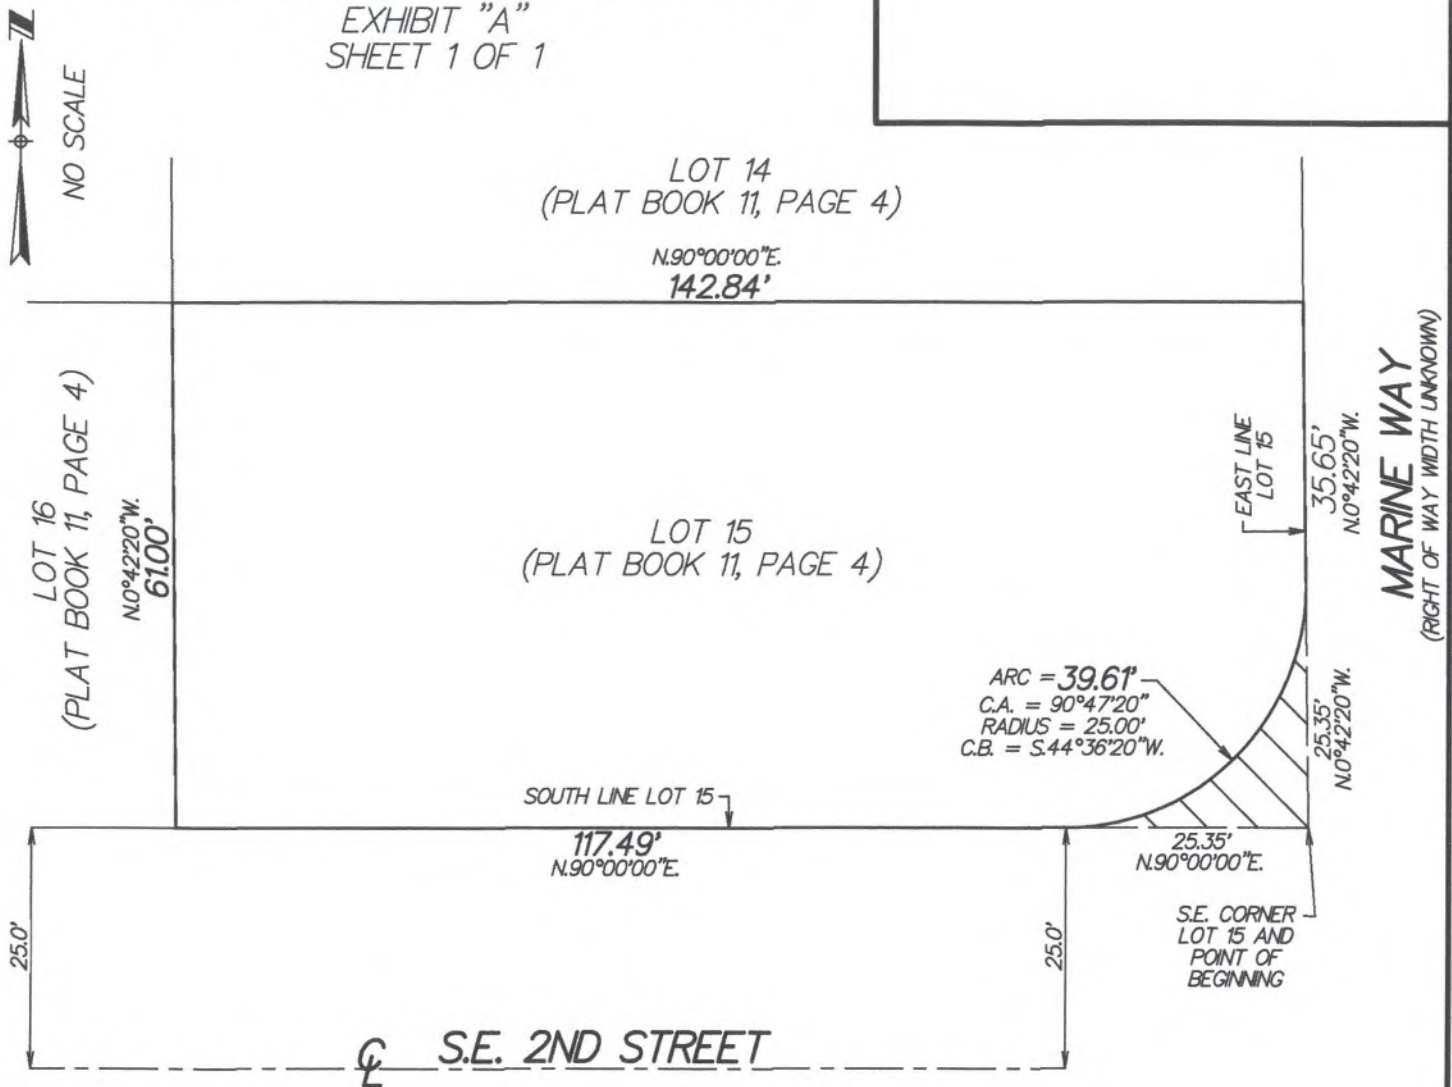 EXHIBIT "A"
SHEET 1 OF 1
N
NO SCALE
LOT 14
(PLAT BOOK 11, PAGE 4)
N.90°00'00"E.
142.84'
LOT 16
(PLAT BOOK 11, PAGE 4)
N.0°42'20"W.
61.00'
LOT 15
(PLAT BOOK 11, PAGE 4)
EAST LINE
LOT 15
35.65'
N.0°42'20"W.
MARINE WAY
(RIGHT OF WAY WIDTH UNKNOWN)
ARC = 39.61'
C.A. = 90°47'20"
RADIUS = 25.00'
C.B. = S.44°36'20"W.
25.35'
N.0°42'20"W.
SOUTH LINE LOT 15
117.49'
N.90°00'00"E.
25.35'
N.90°00'00"E.
25.0'
25.0'
S.E. CORNER
LOT 15 AND
POINT OF
BEGINNING
CL S.E. 2ND STREET